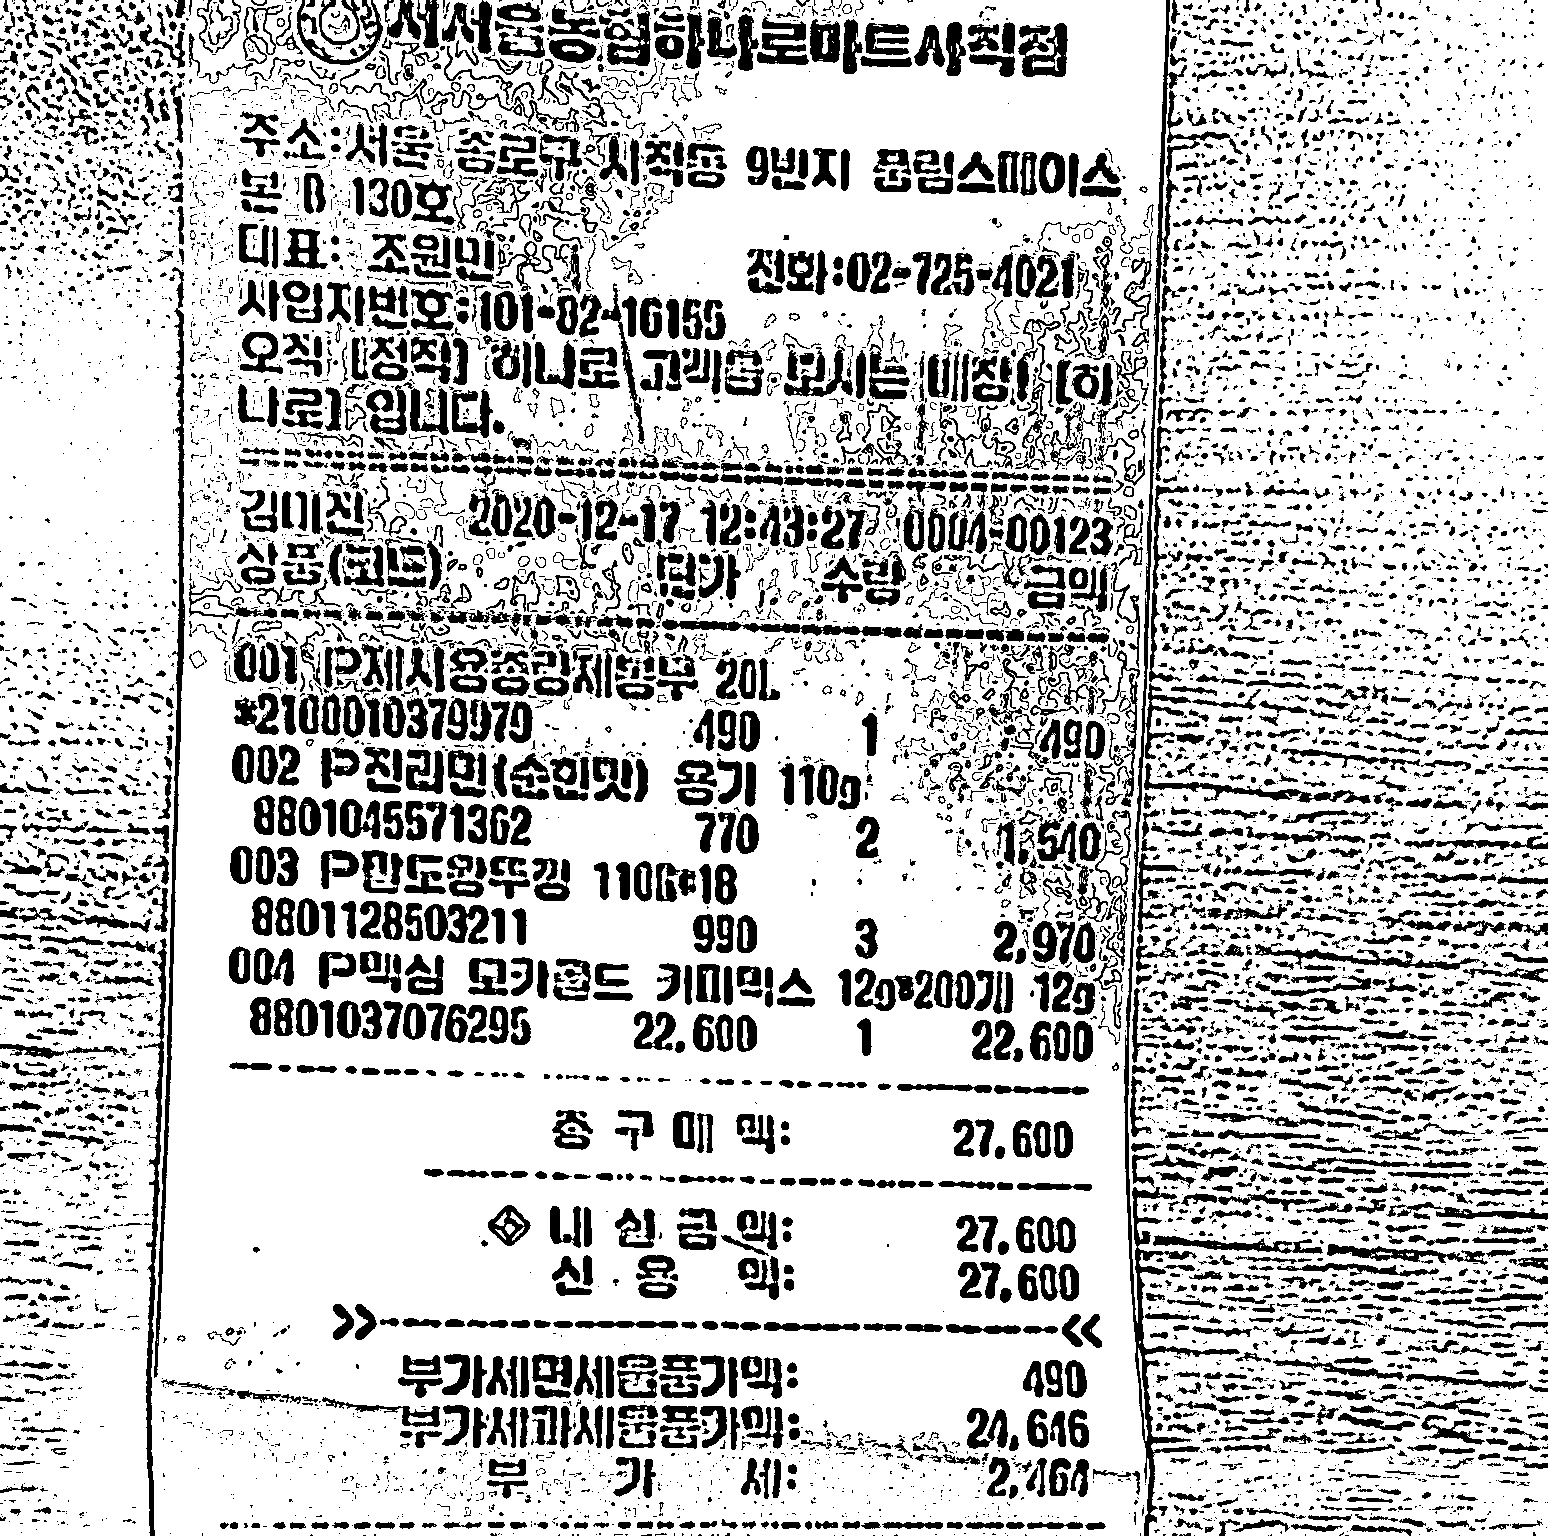 서서울농협하나로마트사직점
주소:서울 종로구 사직동 9번지 풍림스페이스
본 B 130호
대표: 조원민 전화:02-725-4021
사업자번호:101-82-16155
오직 [정직] 하나로 고객을 모시는 매장! [하
나로] 입니다.
김미진 2020-12-17 12:43:27 0004-00123
상품(코드) 단가 수량 금액
001 P재사용종량제봉투 20L
*2100010379979 490 1 490
002 P진라면(순한맛) 용기 110g
8801045571362 770 2 1,540
003 P팔도왕뚜껑 110G*18
8801128503211 990 3 2,970
004 P맥심 모카골드 커피믹스 12g*200개 12g
8801037076295 22,600 1 22,600
총 구 매 액: 27,600
◈ 내 실 금 액: 27,600
신 용 액: 27,600
>>------------------------------<<
부가세면세물품가액: 490
부가세과세물품가액: 24,646
부 가 세: 2,464